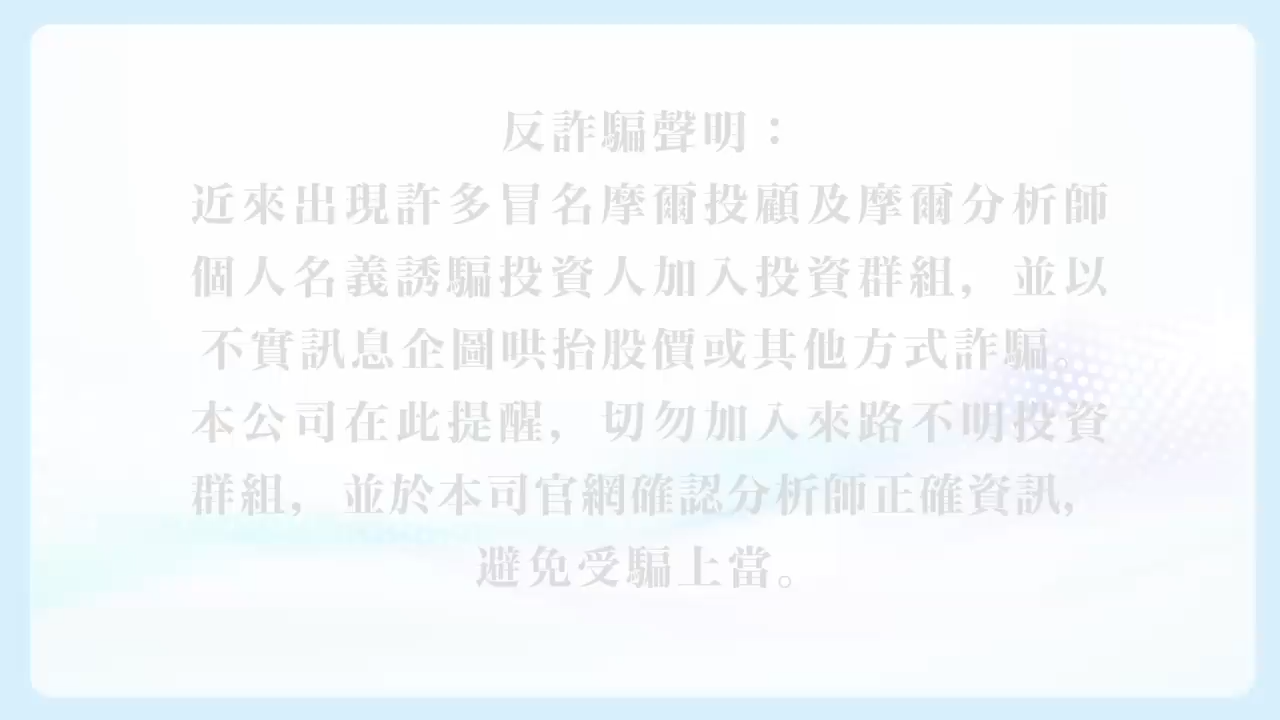 反詐騙聲明：
近來出現許多冒名摩爾投顧及摩爾分析師
個人名義誘騙投資人加入投資群組，並以
不實訊息企圖哄抬股價或其他方式詐騙。
本公司在此提醒，切勿加入來路不明投資
群組，並於本司官網確認分析師正確資訊，
避免受騙上當。